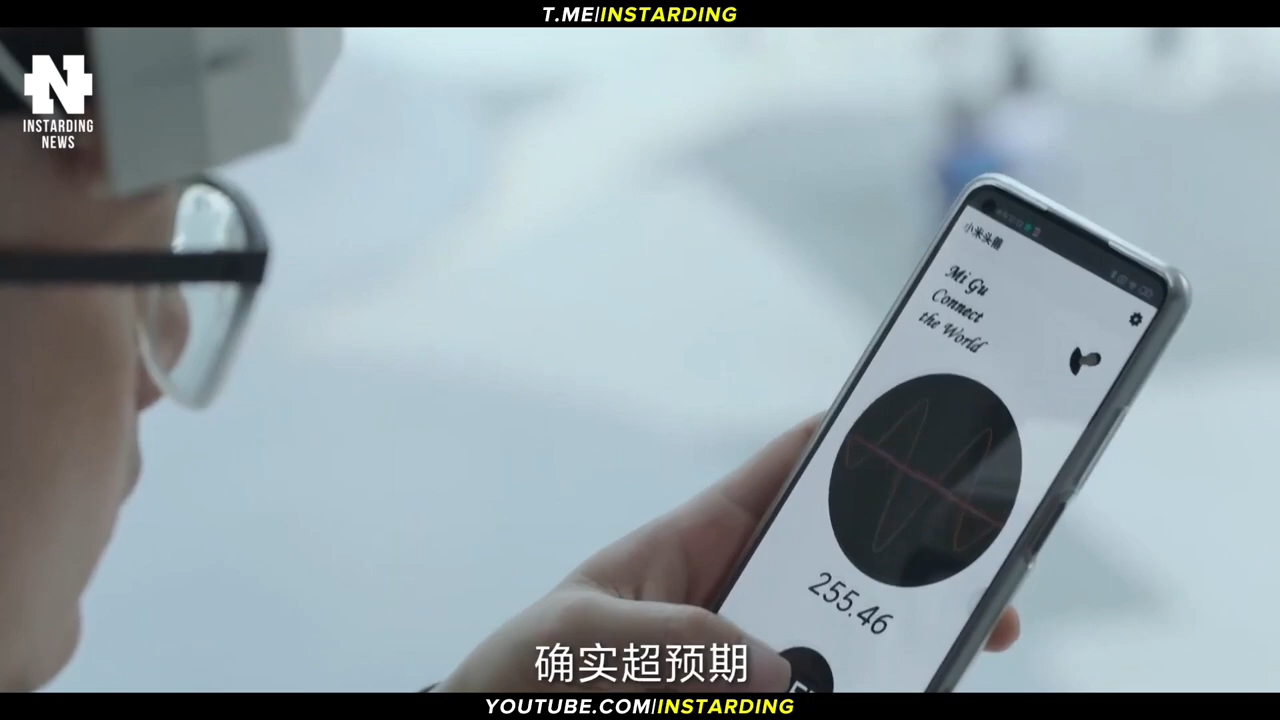 T.ME|INSTARDING
N
INSTARDING
NEWS
小米头箍
Mi Gu
Connect
the World
255.46
确实超预期
YOUTUBE.COM|INSTARDING